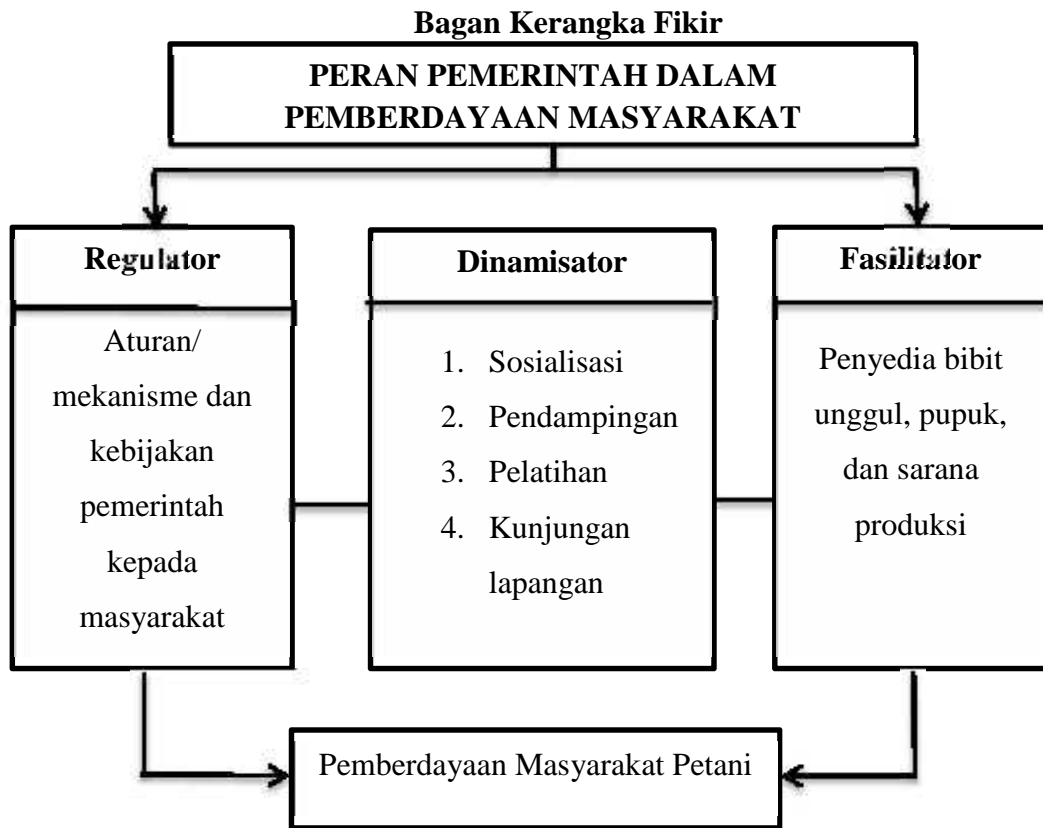 Bagan Kerangka Fikir
PERAN PEMERINTAH DALAM
PEMBERDAYAAN MASYARAKAT
Regulator
Aturan/
mekanisme dan
kebijakan
pemerintah
kepada
masyarakat
Dinamisator
1. Sosialisasi
2. Pendampingan
3. Pelatihan
4. Kunjungan
lapangan
Fasilitator
Penyedia bibit
unggul, pupuk,
dan sarana
produksi
Pemberdayaan Masyarakat Petani